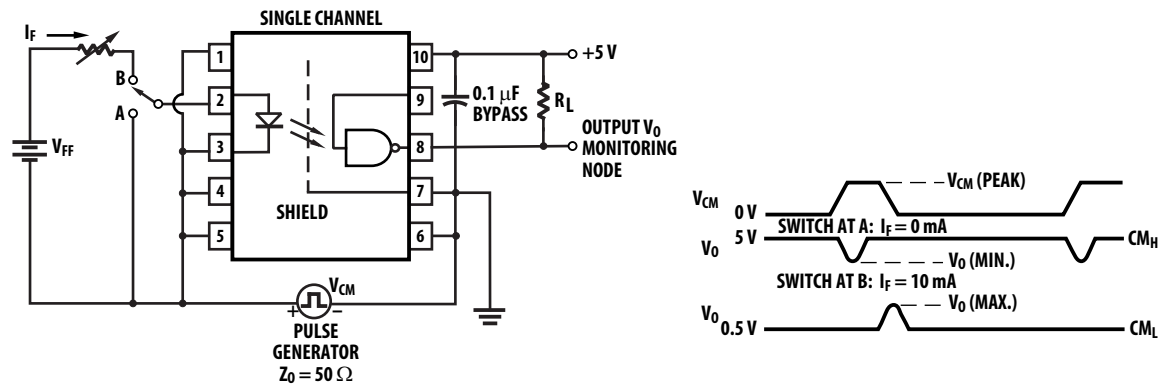 SINGLE CHANNEL
I_F
B
A
V_FF
1
2
3
4
5
10
9
8
7
6
SHIELD
+5 V
0.1 μF
BYPASS
R_L
OUTPUT V_O
MONITORING
NODE
V_CM
+
−
PULSE
GENERATOR
Z_O = 50 Ω
V_CM
0 V
V_CM (PEAK)
SWITCH AT A: I_F = 0 mA
5 V
V_O
CM_H
V_O (MIN.)
SWITCH AT B: I_F = 10 mA
V_O
0.5 V
V_O (MAX.)
CM_L